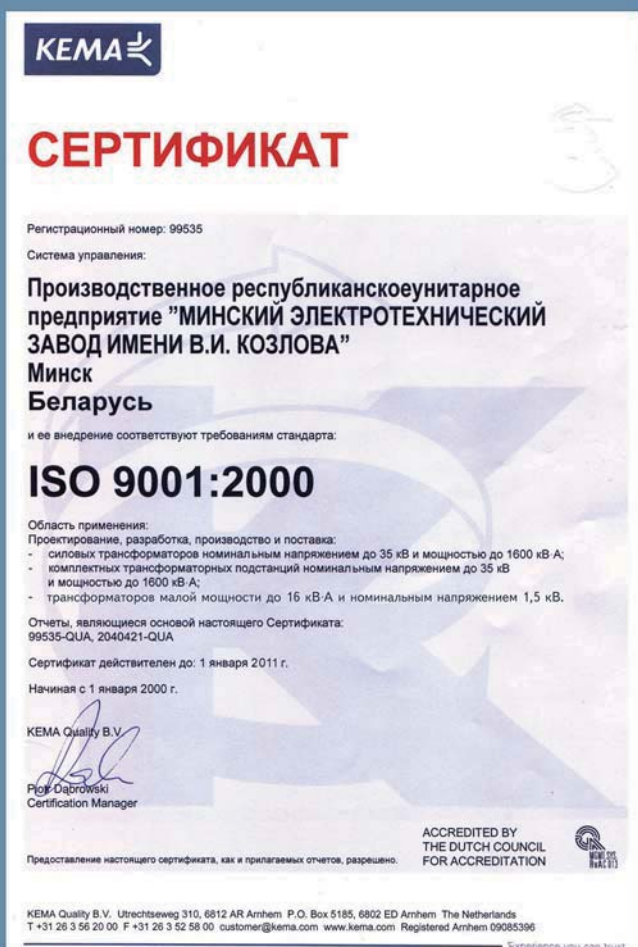 KEMA
СЕРТИФИКАТ
Регистрационный номер: 99535
Система управления:
Производственное республиканскоеунитарное
предприятие ”МИНСКИЙ ЭЛЕКТРОТЕХНИЧЕСКИЙ
ЗАВОД ИМЕНИ В.И. КОЗЛОВА”
Минск
Беларусь
и ее внедрение соответствуют требованиям стандарта:
ISO 9001:2000
Область применения:
Проектирование, разработка, производство и поставка:
- силовых трансформаторов номинальным напряжением до 35 кВ и мощностью до 1600 кВ·А;
- комплектных трансформаторных подстанций номинальным напряжением до 35 кВ
и мощностью до 1600 кВ·А;
- трансформаторов малой мощности до 16 кВ·А и номинальным напряжением 1,5 кВ.
Отчеты, являющиеся основой настоящего Сертификата:
99535-QUA, 2040421-QUA
Сертификат действителен до: 1 января 2011 г.
Начиная с 1 января 2000 г.
KEMA Quality B.V.
Piotr Dąbrowski
Certification Manager
ACCREDITED BY
THE DUTCH COUNCIL
FOR ACCREDITATION
Предоставление настоящего сертификата, как и прилагаемых отчетов, разрешено.
KEMA Quality B.V. Utrechtseweg 310, 6812 AR Arnhem P.O. Box 5185, 6802 ED Arnhem The Netherlands
T +31 26 3 56 20 00 F +31 26 3 52 58 00 customer@kema.com www.kema.com Registered Arnhem 09085396
Experience you can trust